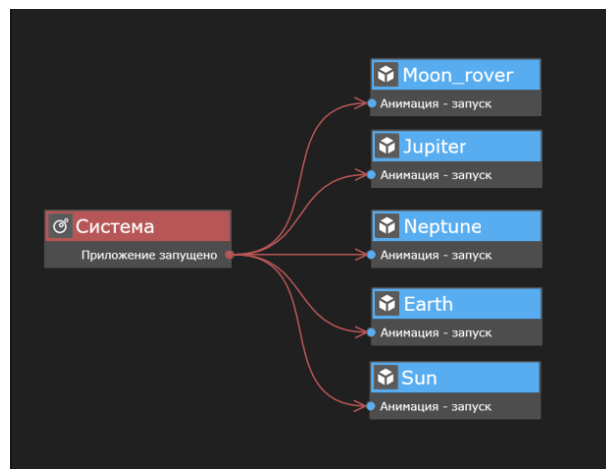 Moon_rover
Анимация - запуск
Jupiter
Анимация - запуск
Система
Приложение запущено
Neptune
Анимация - запуск
Earth
Анимация - запуск
Sun
Анимация - запуск